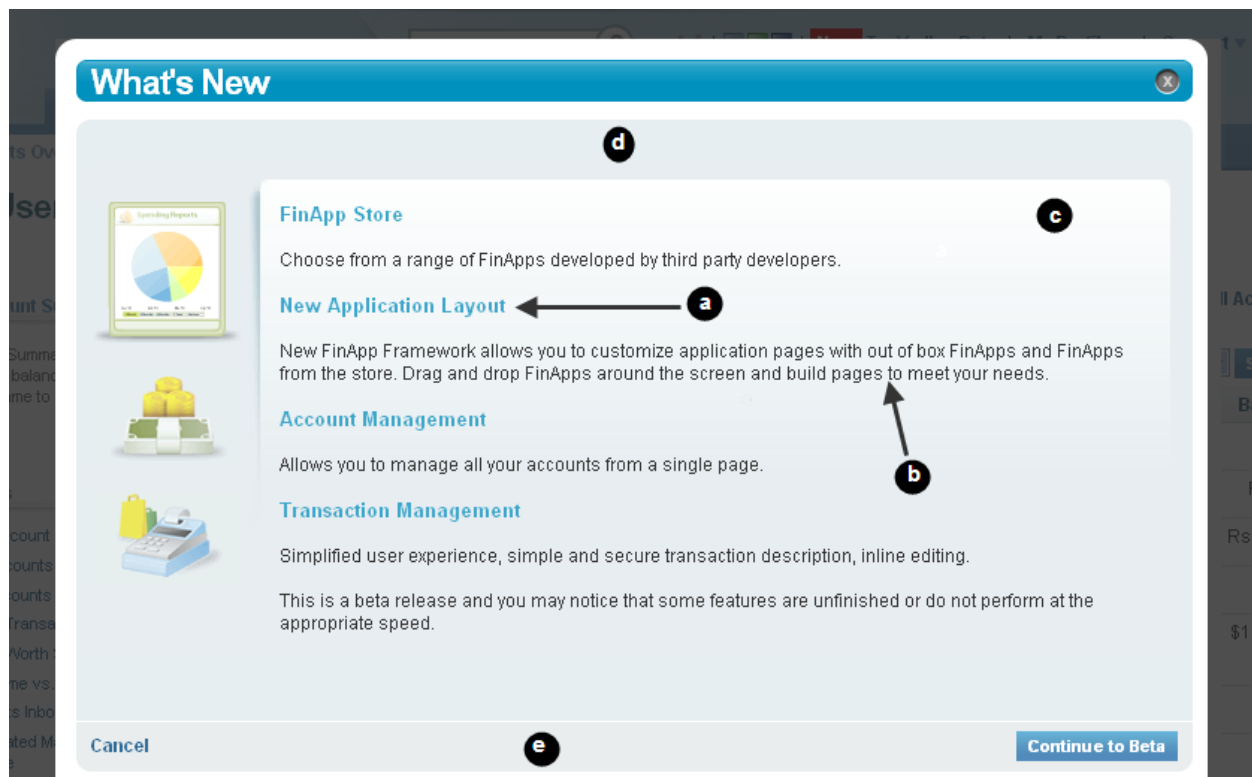 What's New
x
d
Spending Reports
FinApp Store
c
Choose from a range of FinApps developed by third party developers.
New Application Layout
a
New FinApp Framework allows you to customize application pages with out of box FinApps and FinApps
from the store. Drag and drop FinApps around the screen and build pages to meet your needs.
Account Management
Allows you to manage all your accounts from a single page.
b
Transaction Management
Simplified user experience, simple and secure transaction description, inline editing.
This is a beta release and you may notice that some features are unfinished or do not perform at the
appropriate speed.
Cancel
e
Continue to Beta